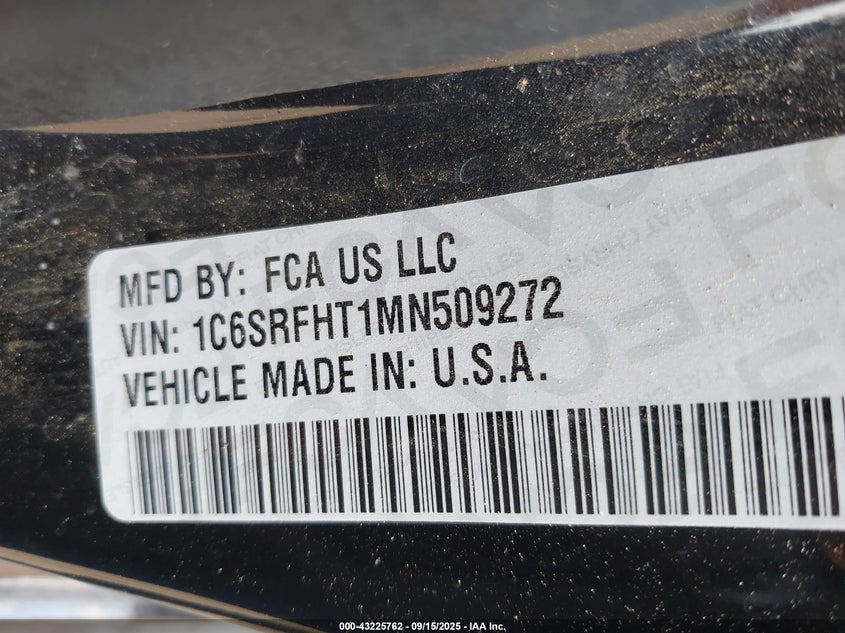 MFD BY: FCA US LLC
VIN: 1C6SRFHT1MN509272
VEHICLE MADE IN: U.S.A.
000-43225762 - 09/15/2025 - IAA Inc.